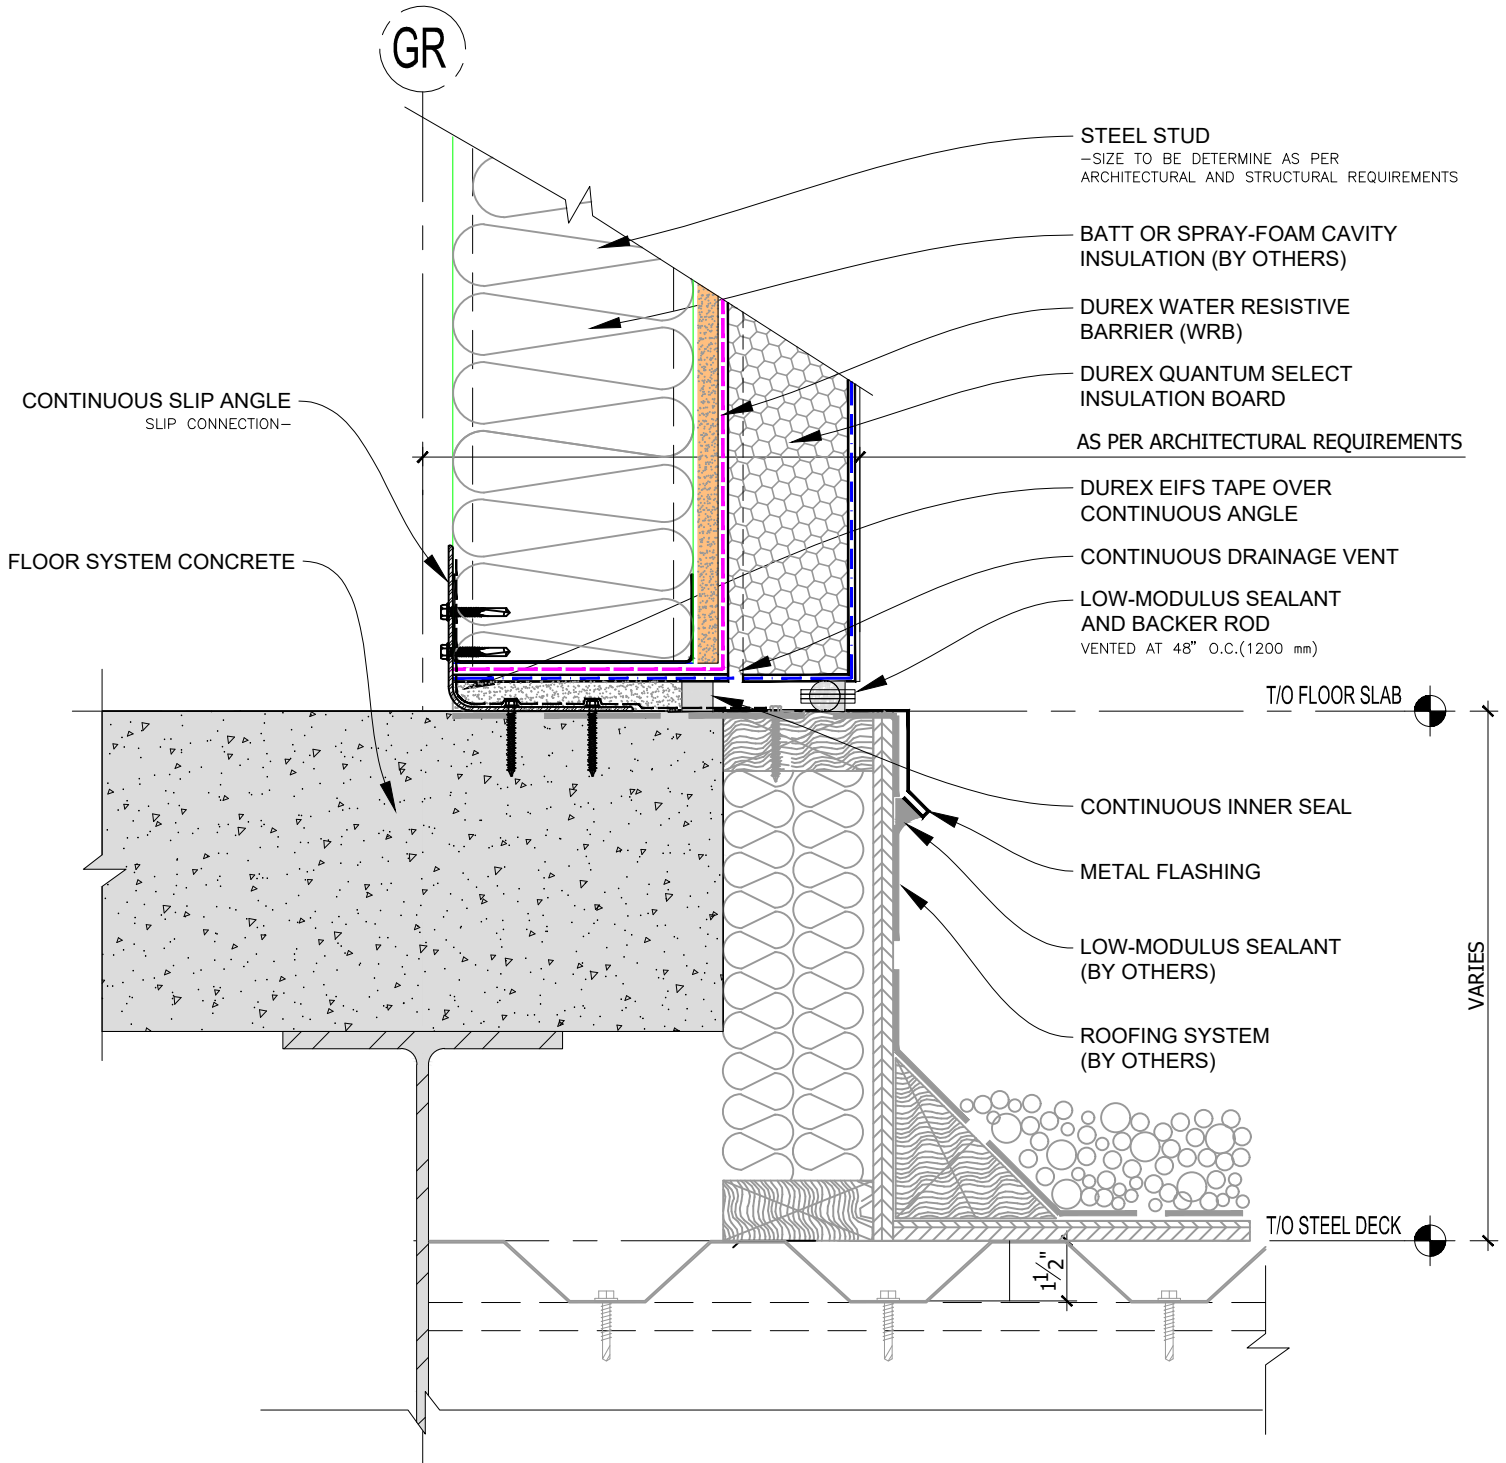 GR
STEEL STUD
-SIZE TO BE DETERMINE AS PER
ARCHITECTURAL AND STRUCTURAL REQUIREMENTS
BATT OR SPRAY-FOAM CAVITY
INSULATION (BY OTHERS)
DUREX WATER RESISTIVE
BARRIER (WRB)
DUREX QUANTUM SELECT
INSULATION BOARD
CONTINUOUS SLIP ANGLE
SLIP CONNECTION-
AS PER ARCHITECTURAL REQUIREMENTS
DUREX EIFS TAPE OVER
CONTINUOUS ANGLE
FLOOR SYSTEM CONCRETE
CONTINUOUS DRAINAGE VENT
LOW-MODULUS SEALANT
AND BACKER ROD
VENTED AT 48" O.C.(1200 mm)
T/O FLOOR SLAB
CONTINUOUS INNER SEAL
METAL FLASHING
LOW-MODULUS SEALANT
(BY OTHERS)
VARIES
ROOFING SYSTEM
(BY OTHERS)
T/O STEEL DECK
1½"